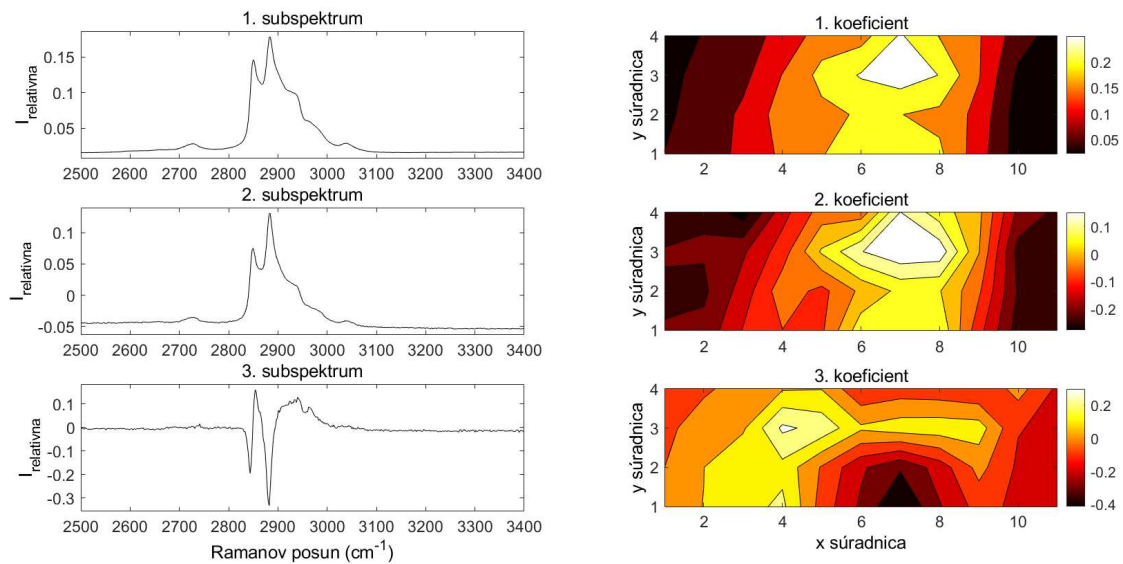 1. subspektrum
I_relatívna
0.15
0.10
0.05
2500 2600 2700 2800 2900 3000 3100 3200 3300 3400
2. subspektrum
I_relatívna
0.1
0.05
0
-0.05
2500 2600 2700 2800 2900 3000 3100 3200 3300 3400
3. subspektrum
I_relatívna
0.1
0
-0.1
-0.2
-0.3
2500 2600 2700 2800 2900 3000 3100 3200 3300 3400
Ramanov posun (cm⁻¹)
1. koeficient
y súradnica
4
3
2
1
2 4 6 8 10
0.2
0.15
0.1
0.05
2. koeficient
y súradnica
4
3
2
1
2 4 6 8 10
0.1
0
-0.1
-0.2
3. koeficient
y súradnica
4
3
2
1
2 4 6 8 10
x súradnica
0.2
0
-0.2
-0.4